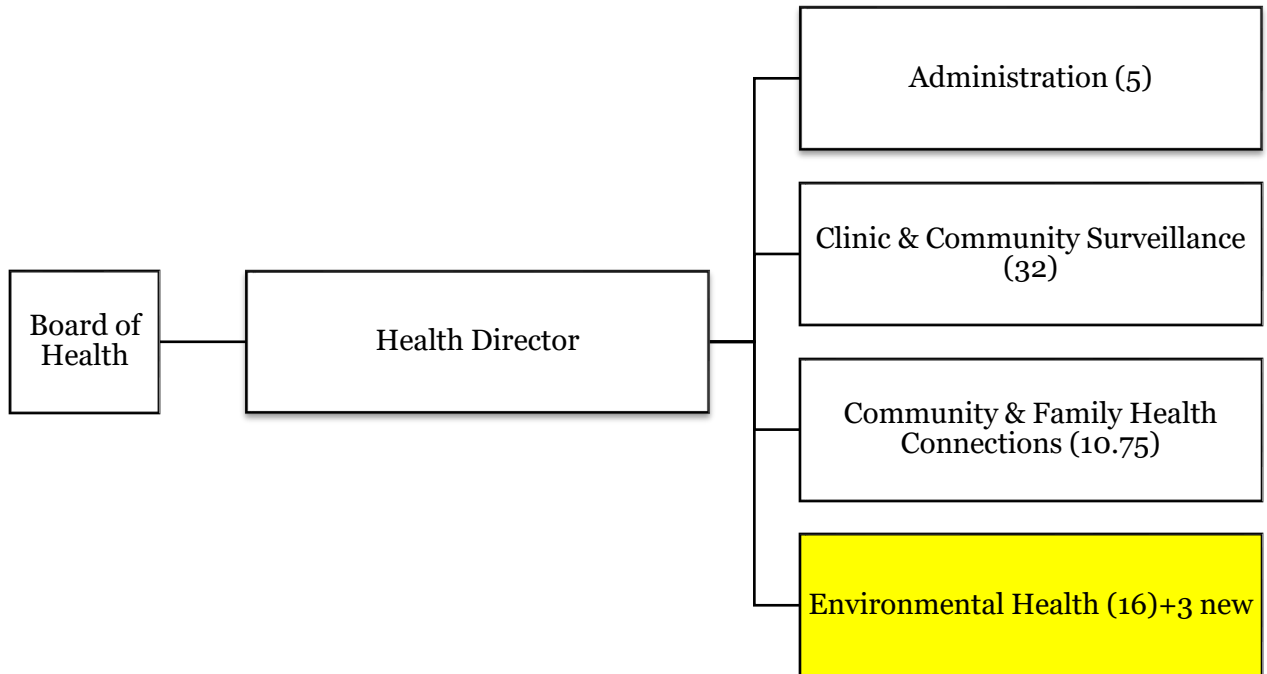 Administration (5)
Clinic & Community Surveillance
(32)
Board of
Health
Health Director
Community & Family Health
Connections (10.75)
Environmental Health (16)+3 new